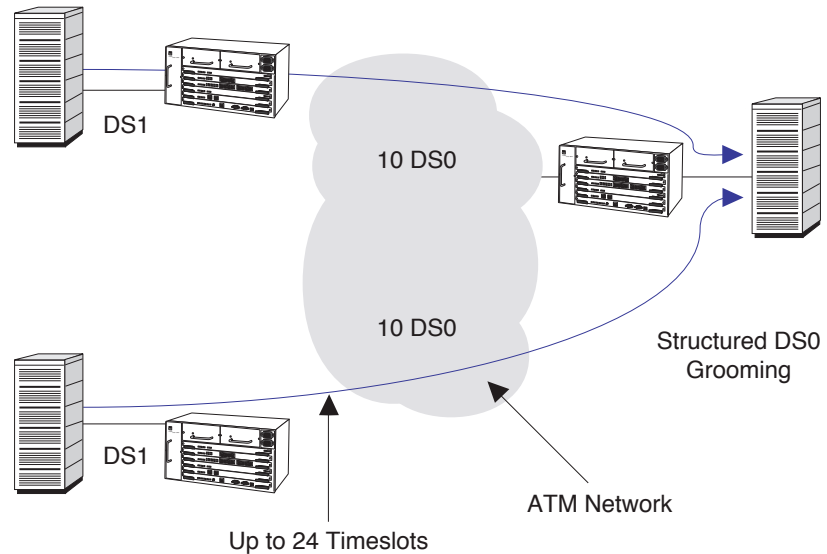 DS1
10 DS0
10 DS0
Structured DS0
Grooming
DS1
ATM Network
Up to 24 Timeslots